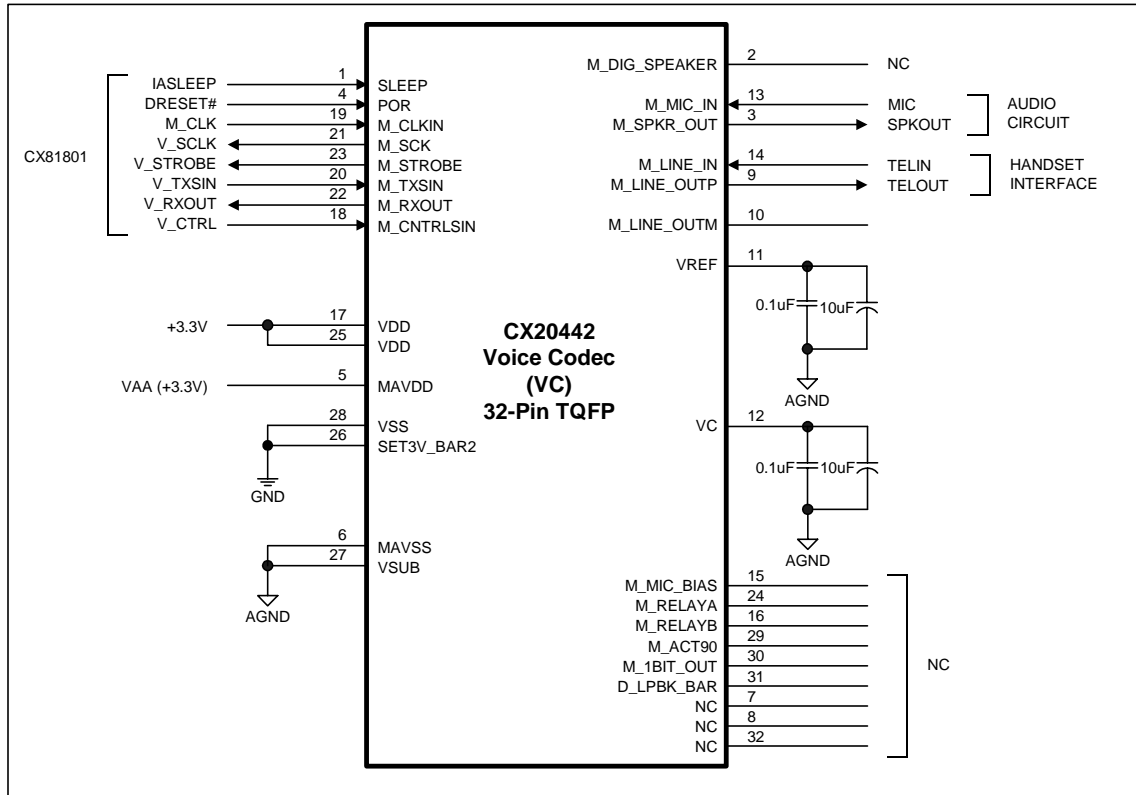 CX81801
IASLEEP 1 SLEEP
DRESET# 4 POR
M_CLK 19 M_CLKIN
V_SCLK 21 M_SCK
V_STROBE 23 M_STROBE
V_TXSIN 20 M_TXSIN
V_RXOUT 22 M_RXOUT
V_CTRL 18 M_CNTRLSIN
+3.3V 17 VDD
25 VDD
VAA (+3.3V) 5 MAVDD
28 VSS
26 SET3V_BAR2
GND
6 MAVSS
27 VSUB
AGND
CX20442
Voice Codec
(VC)
32-Pin TQFP
M_DIG_SPEAKER 2 NC
M_MIC_IN 13 MIC
M_SPKR_OUT 3 SPKOUT
AUDIO
CIRCUIT
M_LINE_IN 14 TELIN
M_LINE_OUTP 9 TELOUT
HANDSET
INTERFACE
M_LINE_OUTM 10
VREF 11
0.1uF 10uF
AGND
VC 12
0.1uF 10uF
AGND
M_MIC_BIAS 15
M_RELAYA 24
M_RELAYB 16
M_ACT90 29
M_1BIT_OUT 30
D_LPBK_BAR 31
NC 7
NC 8
NC 32
NC